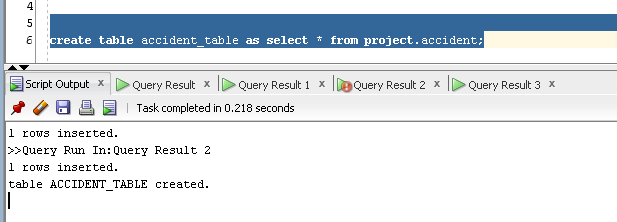 4
5
6 create table accident_table as select * from project.accident;
Script Output x Query Result x Query Result 1 x Query Result 2 x Query Result 3 x
Task completed in 0.218 seconds
1 rows inserted.
>>Query Run In:Query Result 2
1 rows inserted.
table ACCIDENT_TABLE created.